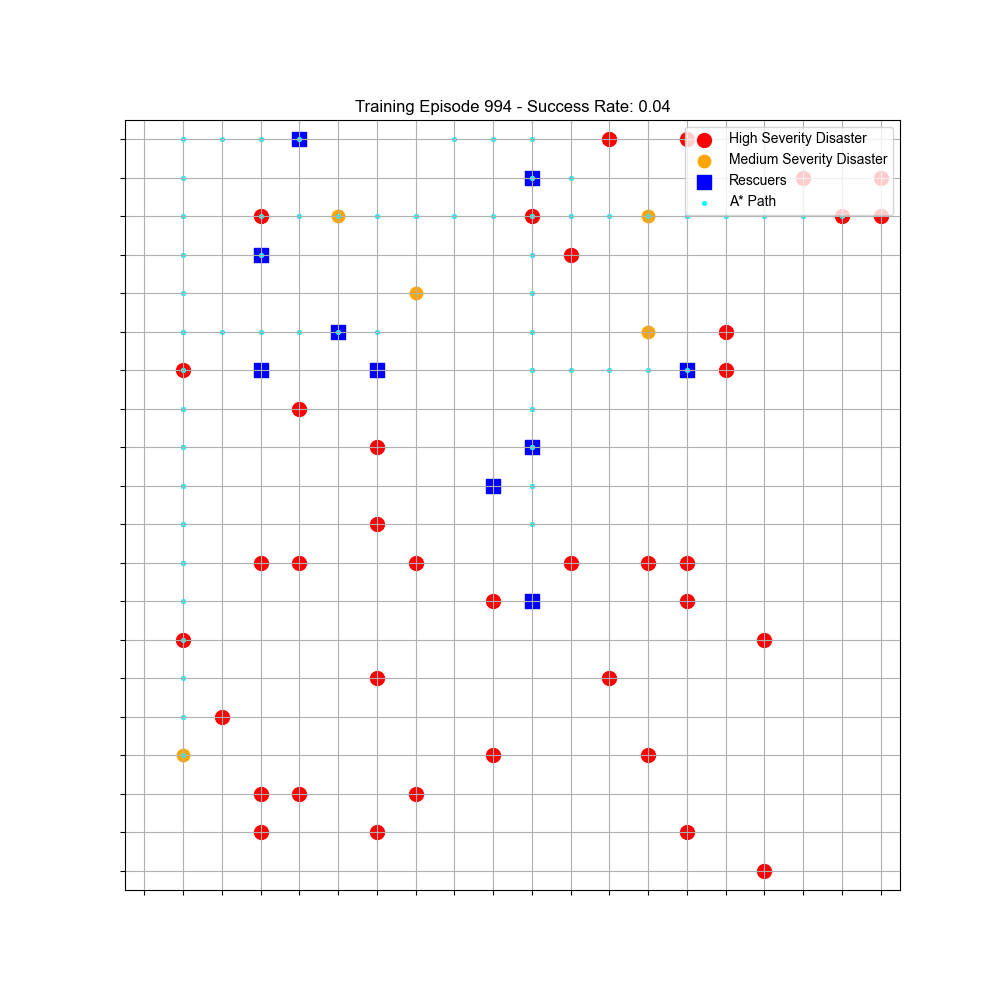 Training Episode 994 - Success Rate: 0.04
High Severity Disaster
Medium Severity Disaster
Rescuers
A* Path